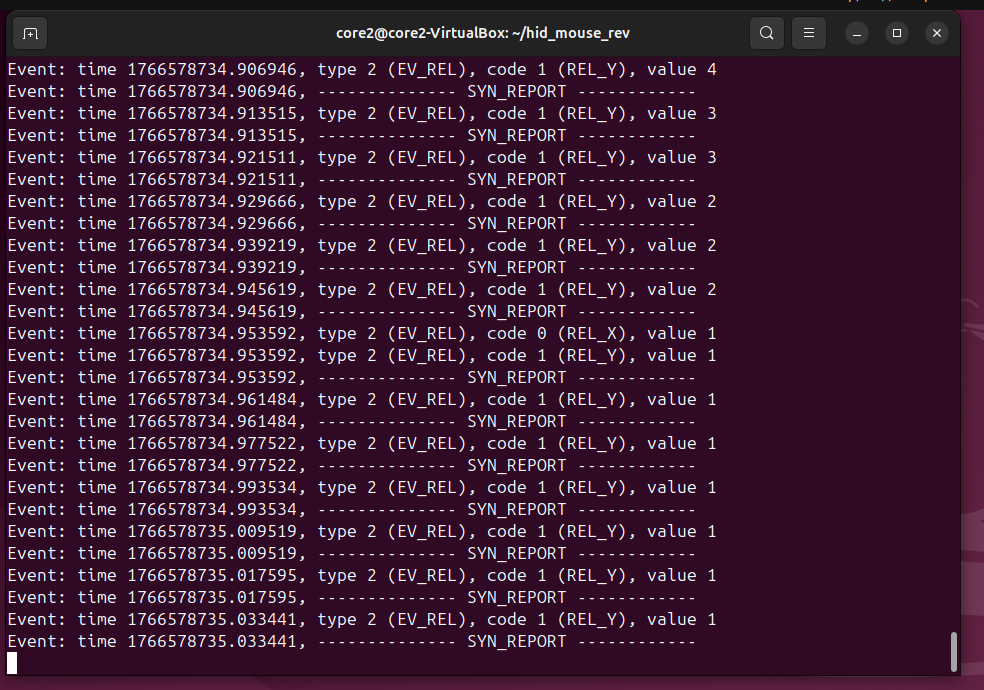 core2@core2-VirtualBox: ~/hid_mouse_rev
Event: time 1766578734.906946, type 2 (EV_REL), code 1 (REL_Y), value 4
Event: time 1766578734.906946, -------------- SYN_REPORT ------------
Event: time 1766578734.913515, type 2 (EV_REL), code 1 (REL_Y), value 3
Event: time 1766578734.913515, -------------- SYN_REPORT ------------
Event: time 1766578734.921511, type 2 (EV_REL), code 1 (REL_Y), value 3
Event: time 1766578734.921511, -------------- SYN_REPORT ------------
Event: time 1766578734.929666, type 2 (EV_REL), code 1 (REL_Y), value 2
Event: time 1766578734.929666, -------------- SYN_REPORT ------------
Event: time 1766578734.939219, type 2 (EV_REL), code 1 (REL_Y), value 2
Event: time 1766578734.939219, -------------- SYN_REPORT ------------
Event: time 1766578734.945619, type 2 (EV_REL), code 1 (REL_Y), value 2
Event: time 1766578734.945619, -------------- SYN_REPORT ------------
Event: time 1766578734.953592, type 2 (EV_REL), code 0 (REL_X), value 1
Event: time 1766578734.953592, type 2 (EV_REL), code 1 (REL_Y), value 1
Event: time 1766578734.953592, -------------- SYN_REPORT ------------
Event: time 1766578734.961484, type 2 (EV_REL), code 1 (REL_Y), value 1
Event: time 1766578734.961484, -------------- SYN_REPORT ------------
Event: time 1766578734.977522, type 2 (EV_REL), code 1 (REL_Y), value 1
Event: time 1766578734.977522, -------------- SYN_REPORT ------------
Event: time 1766578734.993534, type 2 (EV_REL), code 1 (REL_Y), value 1
Event: time 1766578734.993534, -------------- SYN_REPORT ------------
Event: time 1766578735.009519, type 2 (EV_REL), code 1 (REL_Y), value 1
Event: time 1766578735.009519, -------------- SYN_REPORT ------------
Event: time 1766578735.017595, type 2 (EV_REL), code 1 (REL_Y), value 1
Event: time 1766578735.017595, -------------- SYN_REPORT ------------
Event: time 1766578735.033441, type 2 (EV_REL), code 1 (REL_Y), value 1
Event: time 1766578735.033441, -------------- SYN_REPORT ------------